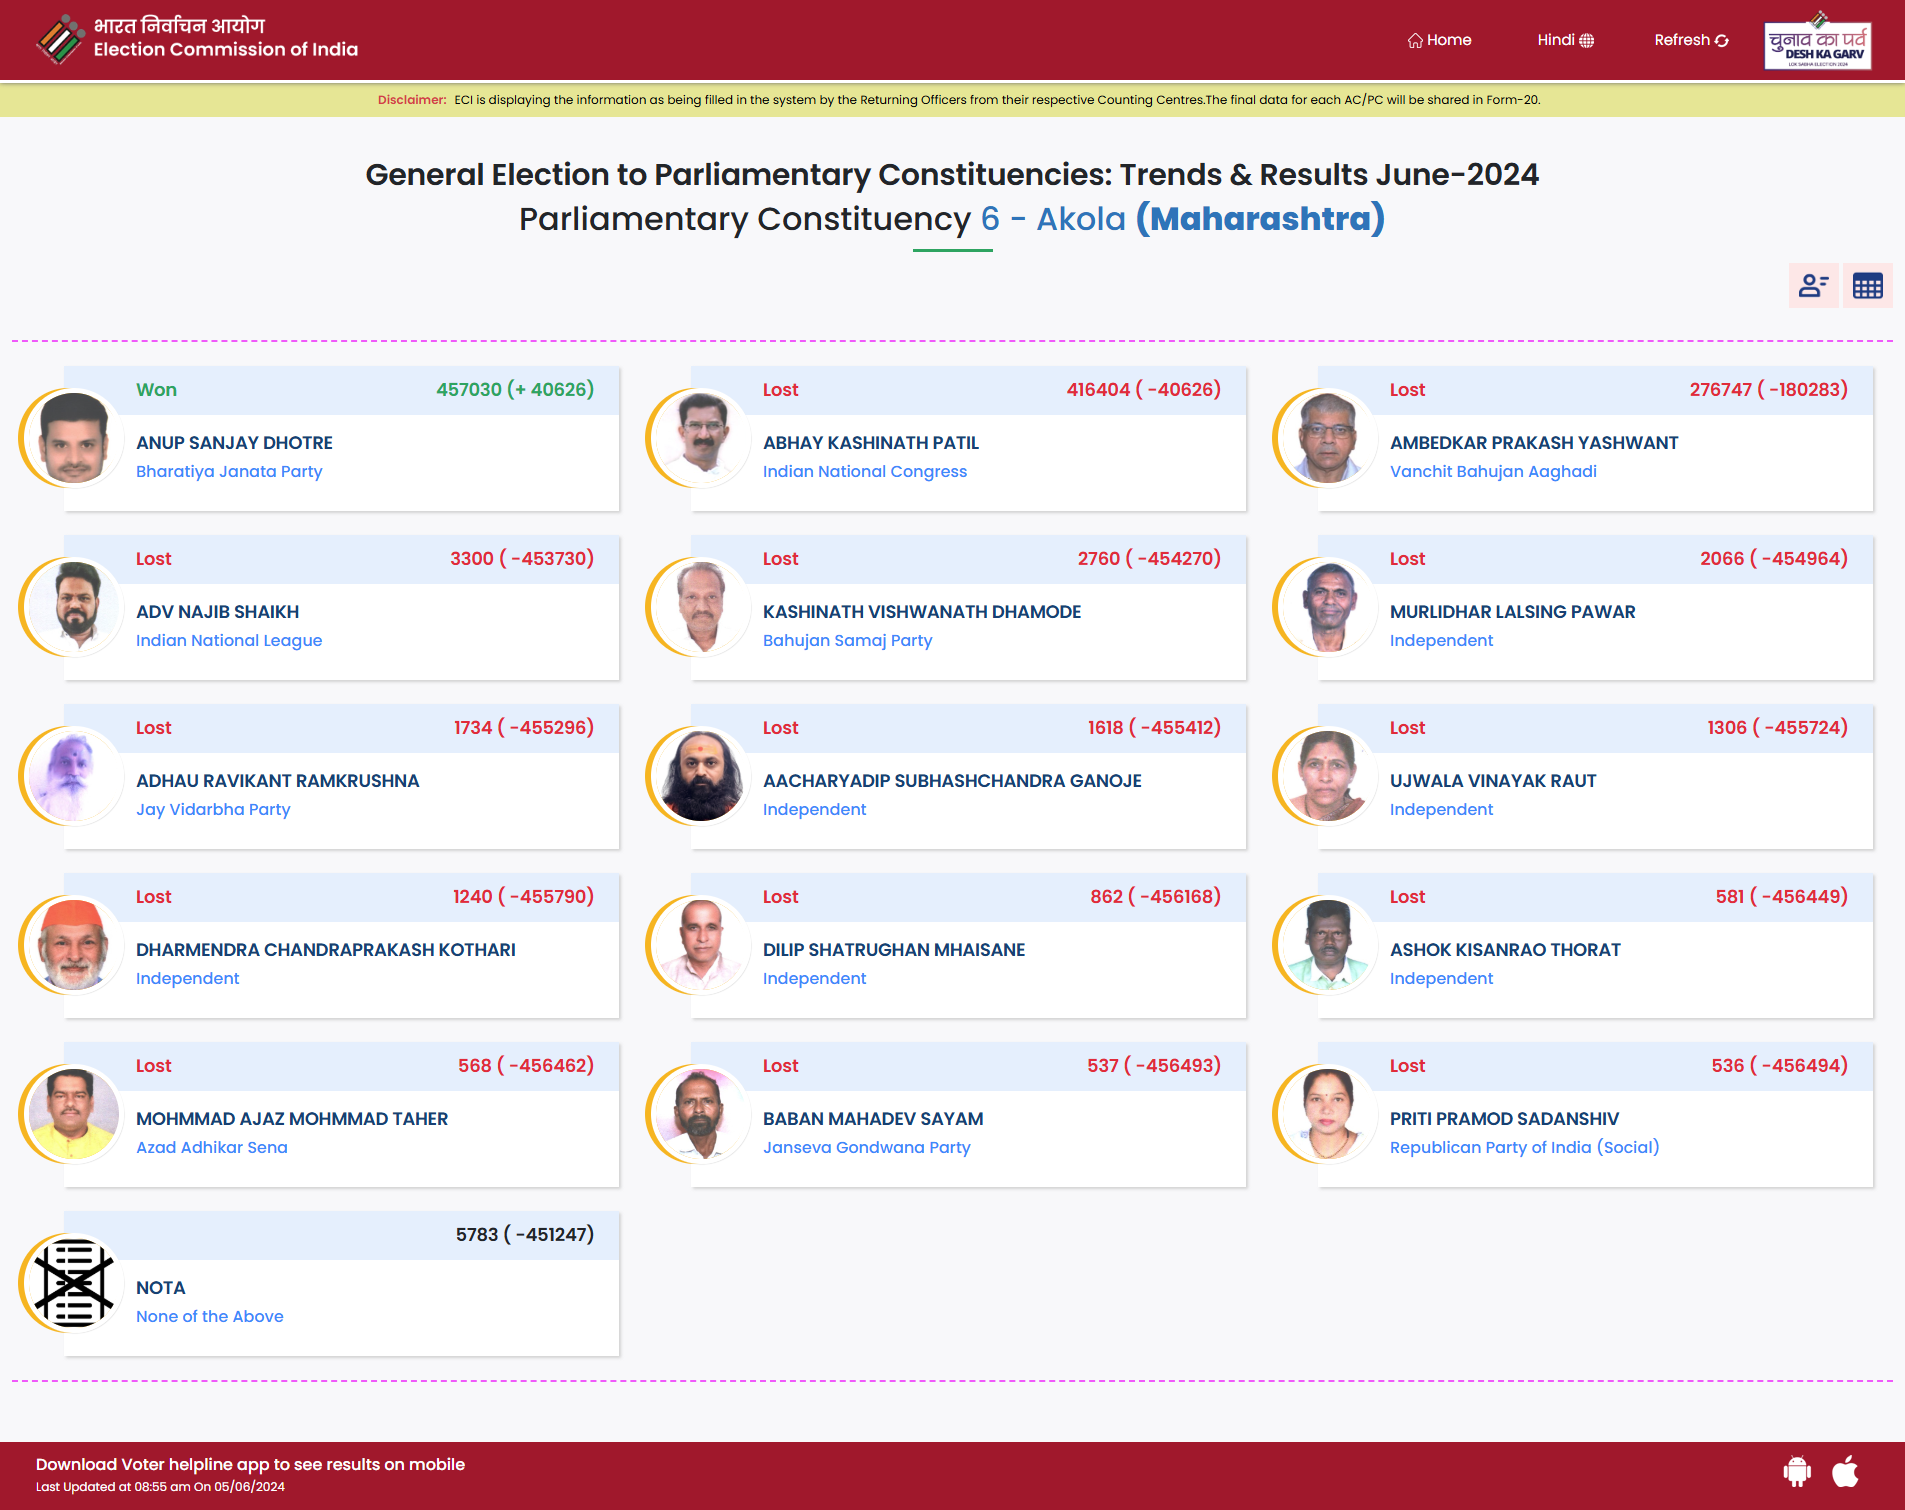 भारत निर्वाचन आयोग
Election Commission of India
Home
Hindi
Refresh
चुनाव का पर्व
DESH KA GARV
LOK SABHA ELECTION 2024
Disclaimer: ECI is displaying the information as being filled in the system by the Returning Officers from their respective Counting Centres.The final data for each AC/PC will be shared in Form-20.
General Election to Parliamentary Constituencies: Trends & Results June-2024
Parliamentary Constituency 6 - Akola (Maharashtra)
Won 457030 (+ 40626)
ANUP SANJAY DHOTRE
Bharatiya Janata Party
Lost 416404 ( -40626)
ABHAY KASHINATH PATIL
Indian National Congress
Lost 276747 ( -180283)
AMBEDKAR PRAKASH YASHWANT
Vanchit Bahujan Aaghadi
Lost 3300 ( -453730)
ADV NAJIB SHAIKH
Indian National League
Lost 2760 ( -454270)
KASHINATH VISHWANATH DHAMODE
Bahujan Samaj Party
Lost 2066 ( -454964)
MURLIDHAR LALSING PAWAR
Independent
Lost 1734 ( -455296)
ADHAU RAVIKANT RAMKRUSHNA
Jay Vidarbha Party
Lost 1618 ( -455412)
AACHARYADIP SUBHASHCHANDRA GANOJE
Independent
Lost 1306 ( -455724)
UJWALA VINAYAK RAUT
Independent
Lost 1240 ( -455790)
DHARMENDRA CHANDRAPRAKASH KOTHARI
Independent
Lost 862 ( -456168)
DILIP SHATRUGHAN MHAISANE
Independent
Lost 581 ( -456449)
ASHOK KISANRAO THORAT
Independent
Lost 568 ( -456462)
MOHMMAD AJAZ MOHMMAD TAHER
Azad Adhikar Sena
Lost 537 ( -456493)
BABAN MAHADEV SAYAM
Janseva Gondwana Party
Lost 536 ( -456494)
PRITI PRAMOD SADANSHIV
Republican Party of India (Social)
5783 ( -451247)
NOTA
None of the Above
Download Voter helpline app to see results on mobile
Last Updated at 08:55 am On 05/06/2024